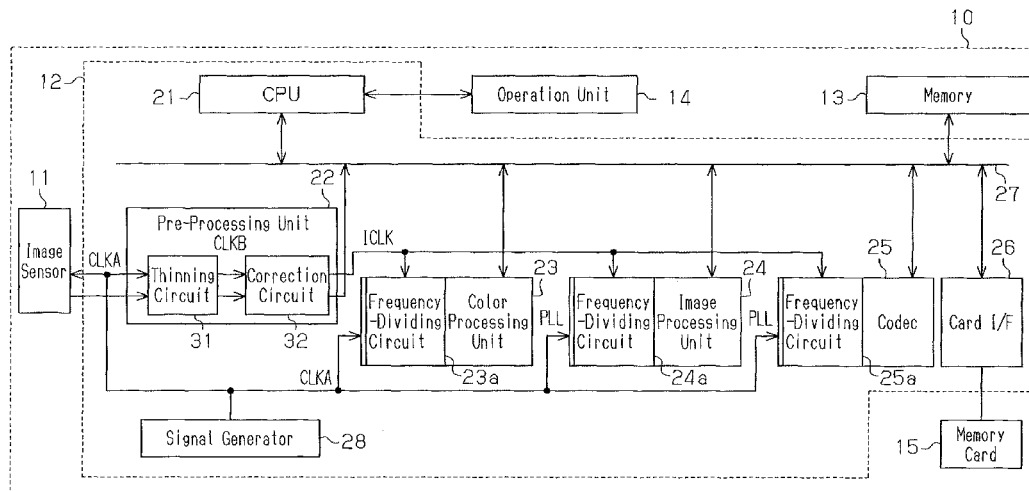 10
12
21
CPU
Operation Unit
14
13
Memory
11
22
27
Pre-Processing Unit
CLKB
ICLK
Image
Sensor
CLKA
Thinning
Circuit
Correction
Circuit
31
32
23
24
25
26
Frequency
-Dividing
Circuit
Color
Processing
Unit
PLL
Frequency
-Dividing
Circuit
Image
Processing
Unit
PLL
Frequency
-Dividing
Circuit
Codec
Card I/F
CLKA
23a
24a
25a
Signal Generator
28
15
Memory
Card